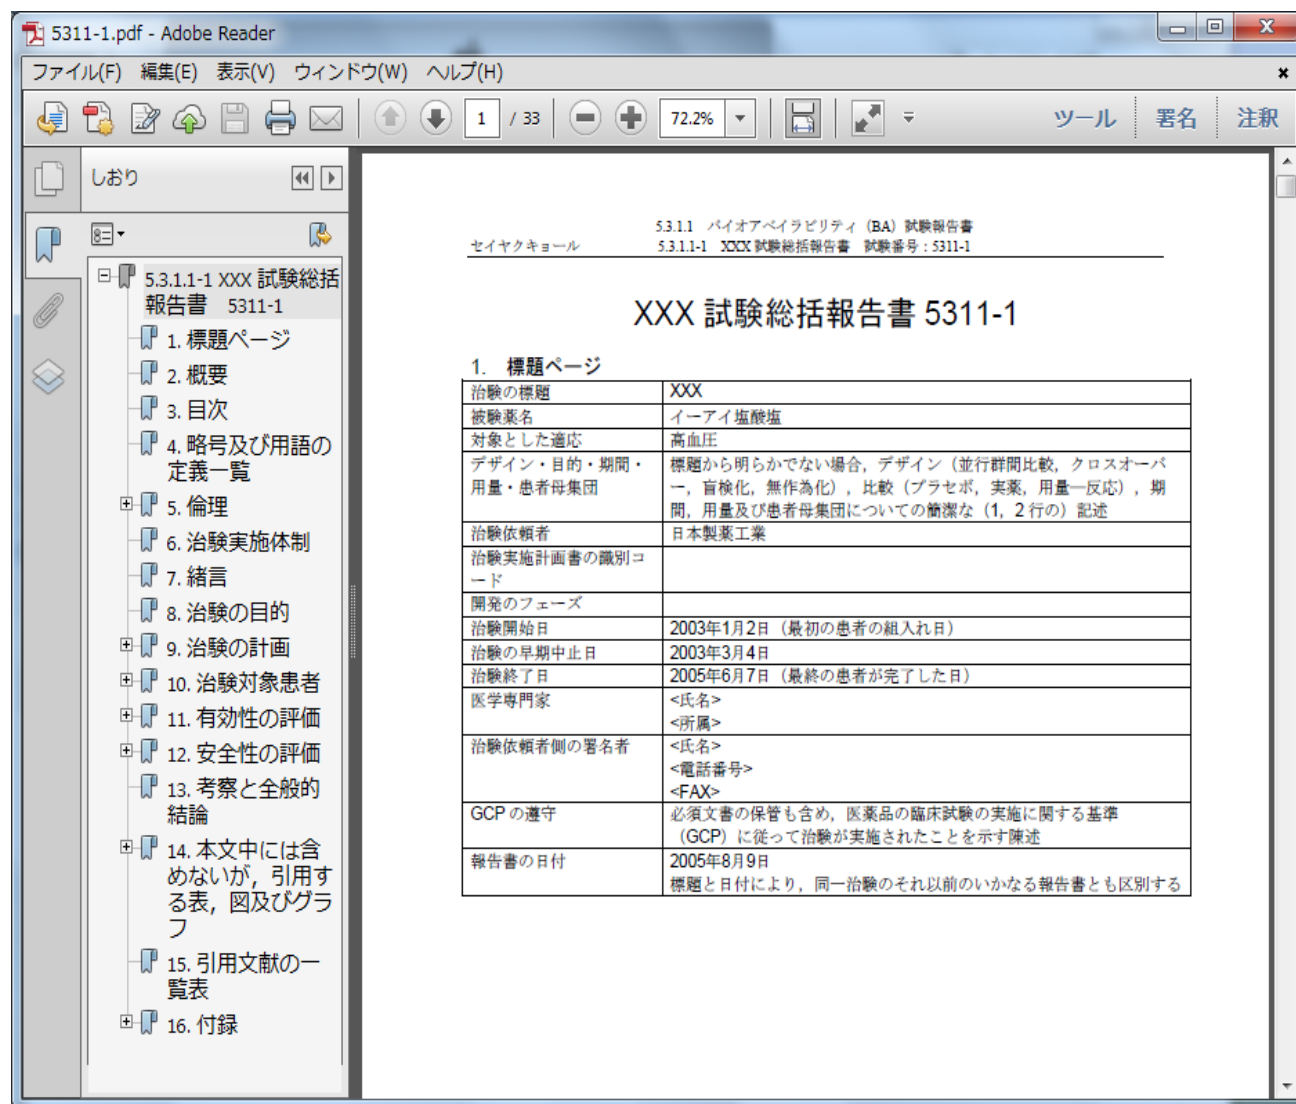 5311-1.pdf - Adobe Reader
ファイル(F) 編集(E) 表示(V) ウィンドウ(W) ヘルプ(H)
1 / 33 72.2% ツール 署名 注釈
しおり
5.3.1.1-1 XXX 試験総括
報告書 5311-1
1. 標題ページ
2. 概要
3. 目次
4. 略号及び用語の
定義一覧
5. 倫理
6. 治験実施体制
7. 緒言
8. 治験の目的
9. 治験の計画
10. 治験対象患者
11. 有効性の評価
12. 安全性の評価
13. 考察と全般的
結論
14. 本文中には含
めないが，引用す
る表，図及びグラ
フ
15. 引用文献の一
覧表
16. 付録
5.3.1.1 バイオアベイラビリティ（BA）試験報告書
セイヤクキョール 5.3.1.1-1 XXX 試験総括報告書 試験番号：5311-1
XXX 試験総括報告書 5311-1
1. 標題ページ
治験の標題 XXX
被験薬名 イーアイ塩酸塩
対象とした適応 高血圧
デザイン・目的・期間・ 標題から明らかでない場合，デザイン（並行群間比較，クロスオーバ
用量・患者母集団 ー，盲検化，無作為化），比較（プラセボ，実薬，用量―反応），期
間，用量及び患者母集団についての簡潔な（1，2 行の）記述
治験依頼者 日本製薬工業
治験実施計画書の識別コ
ード
開発のフェーズ
治験開始日 2003年1月2日（最初の患者の組入れ日）
治験の早期中止日 2003年3月4日
治験終了日 2005年6月7日（最終の患者が完了した日）
医学専門家 <氏名>
<所属>
治験依頼者側の署名者 <氏名>
<電話番号>
<FAX>
GCP の遵守 必須文書の保管も含め，医薬品の臨床試験の実施に関する基準
（GCP）に従って治験が実施されたことを示す陳述
報告書の日付 2005年8月9日
標題と日付により，同一治験のそれ以前のいかなる報告書とも区別する